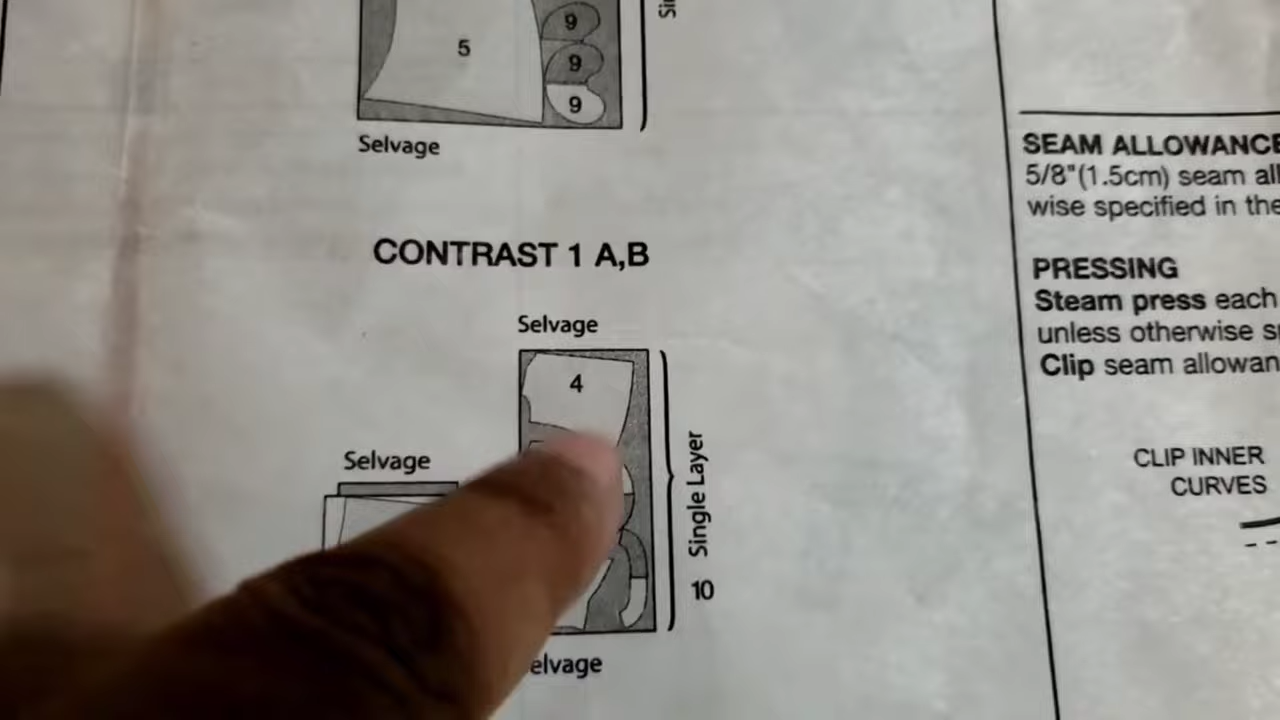 5
9
9
9
Selvage
CONTRAST 1 A,B
Selvage
4
Selvage
Single Layer
10
elvage
SEAM ALLOWANCE
5/8"(1.5cm) seam all
wise specified in the
PRESSING
Steam press each
unless otherwise s
Clip seam allowan
CLIP INNER
CURVES